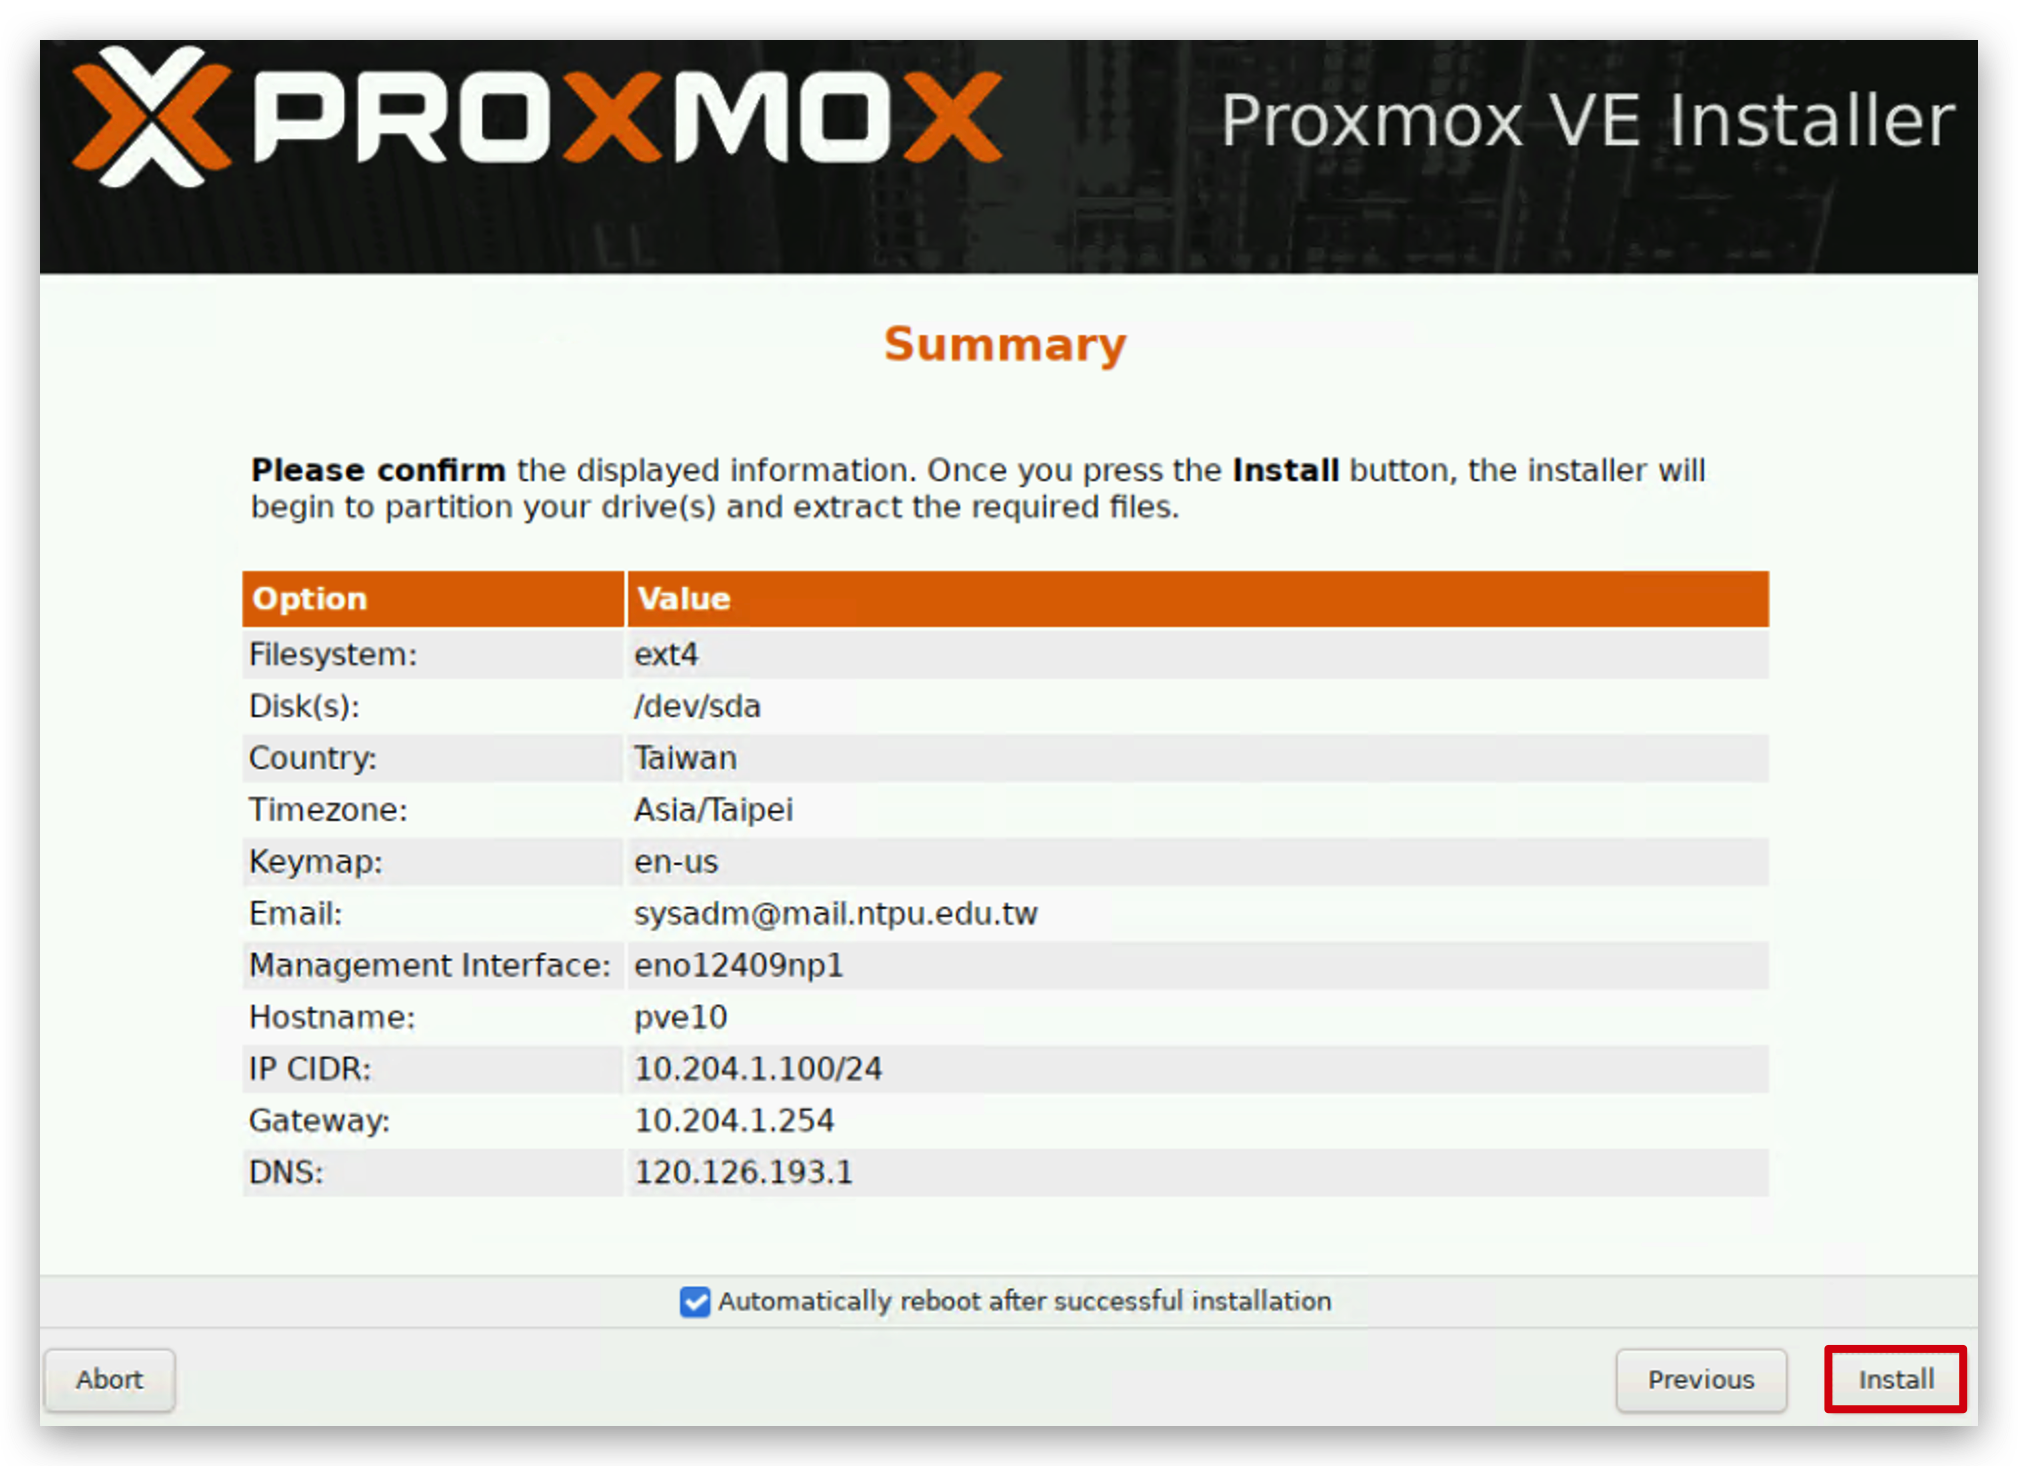 PROXMOX
Proxmox VE Installer
Summary
Please confirm the displayed information. Once you press the Install button, the installer will
begin to partition your drive(s) and extract the required files.
Option Value
Filesystem: ext4
Disk(s): /dev/sda
Country: Taiwan
Timezone: Asia/Taipei
Keymap: en-us
Email: sysadm@mail.ntpu.edu.tw
Management Interface: eno12409np1
Hostname: pve10
IP CIDR: 10.204.1.100/24
Gateway: 10.204.1.254
DNS: 120.126.193.1
Automatically reboot after successful installation
Abort Previous Install